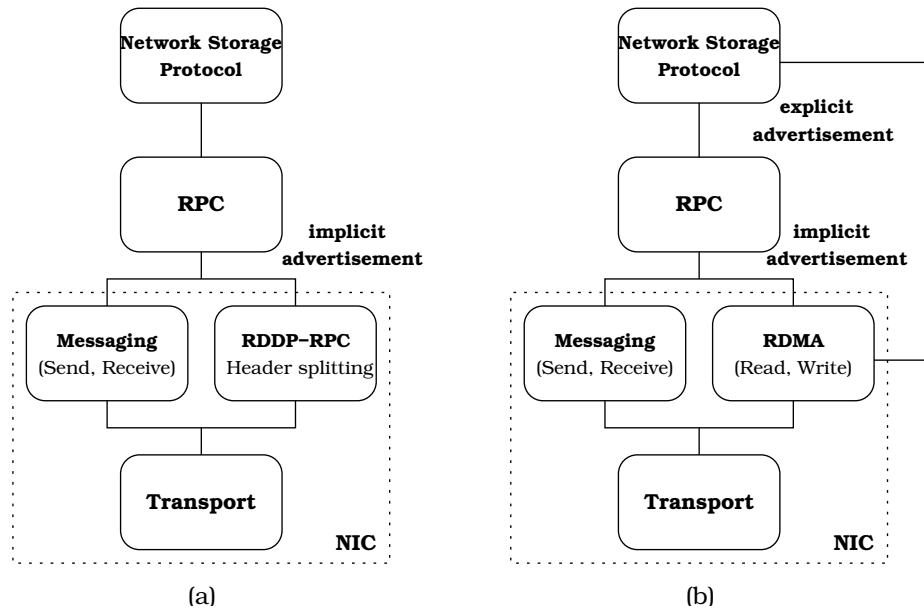 Network Storage
Protocol
RPC
implicit
advertisement
Messaging
(Send, Receive)
RDDP−RPC
Header splitting
Transport
NIC
(a)
Network Storage
Protocol
explicit
advertisement
RPC
implicit
advertisement
Messaging
(Send, Receive)
RDMA
(Read, Write)
Transport
NIC
(b)